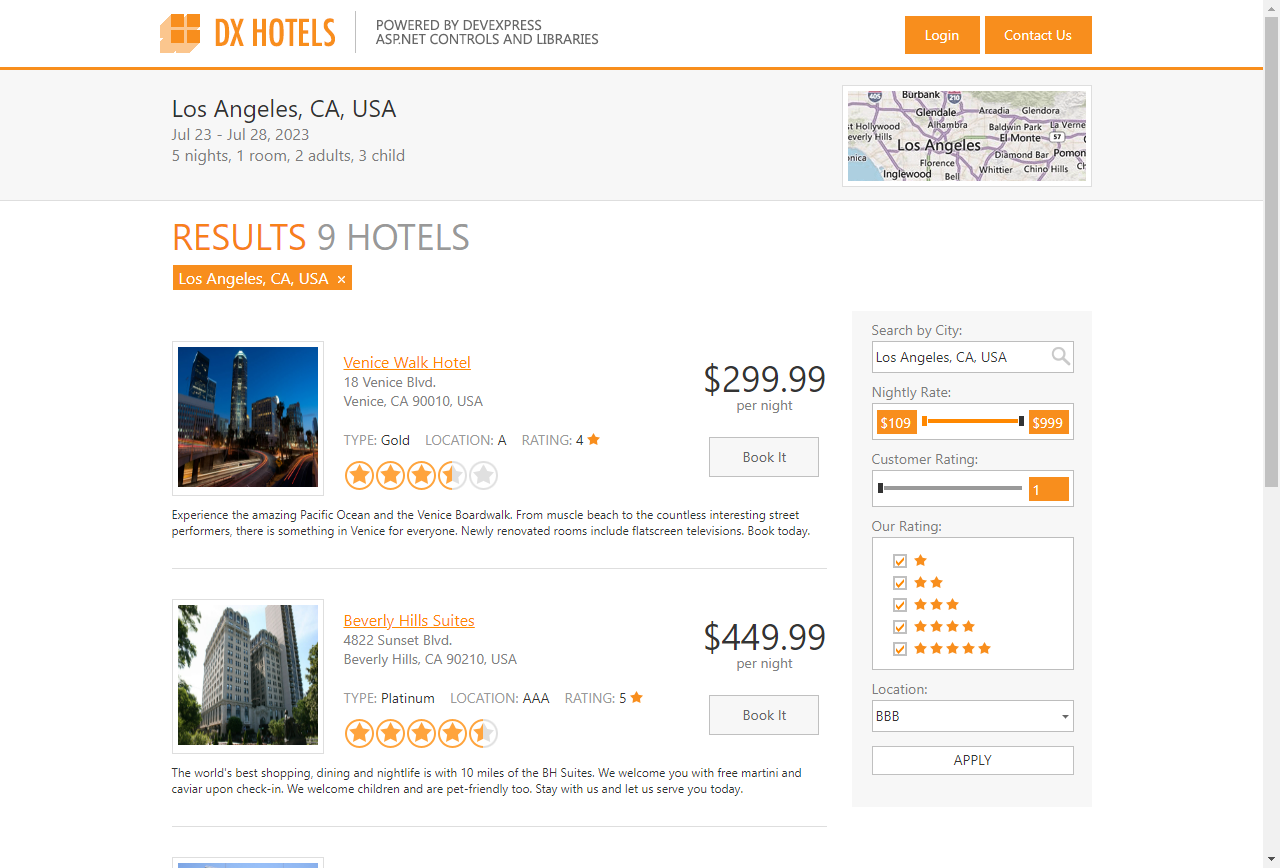 DX HOTELS
POWERED BY DEVEXPRESS
ASP.NET CONTROLS AND LIBRARIES
Login
Contact Us
Los Angeles, CA, USA
Jul 23 - Jul 28, 2023
5 nights, 1 room, 2 adults, 3 child
405
Burbank
210
Glendale
Arcadia
Glendora
Alhambra
st Hollywood
Baldwin Park
La Verne
everly Hills
El Monte
57
Los Angeles
Diamond Bar
Pomon
nica
Florence
Whittier
Chino Hills
Ch
Inglewood
Bell
RESULTS 9 HOTELS
Los Angeles, CA, USA ×
Venice Walk Hotel
18 Venice Blvd.
Venice, CA 90010, USA
TYPE: Gold LOCATION: A RATING: 4
$299.99
per night
Book It
Experience the amazing Pacific Ocean and the Venice Boardwalk. From muscle beach to the countless interesting street
performers, there is something in Venice for everyone. Newly renovated rooms include flatscreen televisions. Book today.
Beverly Hills Suites
4822 Sunset Blvd.
Beverly Hills, CA 90210, USA
TYPE: Platinum LOCATION: AAA RATING: 5
$449.99
per night
Book It
The world's best shopping, dining and nightlife is with 10 miles of the BH Suites. We welcome you with free martini and
caviar upon check-in. We welcome children and are pet-friendly too. Stay with us and let us serve you today.
Search by City:
Los Angeles, CA, USA
Nightly Rate:
$109
$999
Customer Rating:
1
Our Rating:
Location:
BBB
APPLY